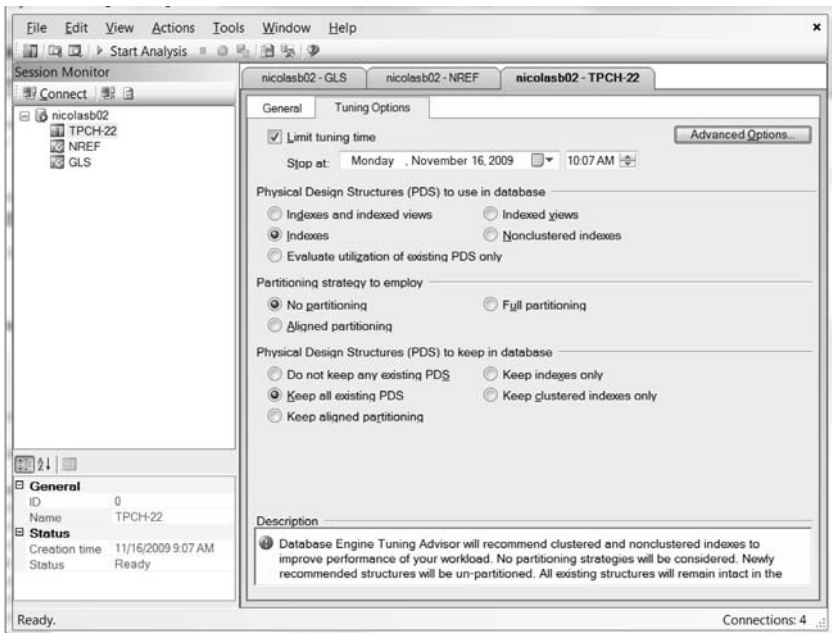 File Edit View Actions Tools Window Help
Start Analysis
Session Monitor
Connect
nicolasb02
TPCH-22
NREF
GLS
General
ID 0
Name TPCH-22
Status
Creation time 11/16/2009 9:07 AM
Status Ready
nicolasb02 - GLS nicolasb02 - NREF nicolasb02 - TPCH-22
General Tuning Options
Limit tuning time Advanced Options...
Stop at: Monday , November 16, 2009 10:07 AM
Physical Design Structures (PDS) to use in database
Indexes and indexed views Indexed views
Indexes Nonclustered indexes
Evaluate utilization of existing PDS only
Partitioning strategy to employ
No partitioning Full partitioning
Aligned partitioning
Physical Design Structures (PDS) to keep in database
Do not keep any existing PDS Keep indexes only
Keep all existing PDS Keep clustered indexes only
Keep aligned partitioning
Description
Database Engine Tuning Advisor will recommend clustered and nonclustered indexes to
improve performance of your workload. No partitioning strategies will be considered. Newly
recommended structures will be un-partitioned. All existing structures will remain intact in the
Ready. Connections: 4